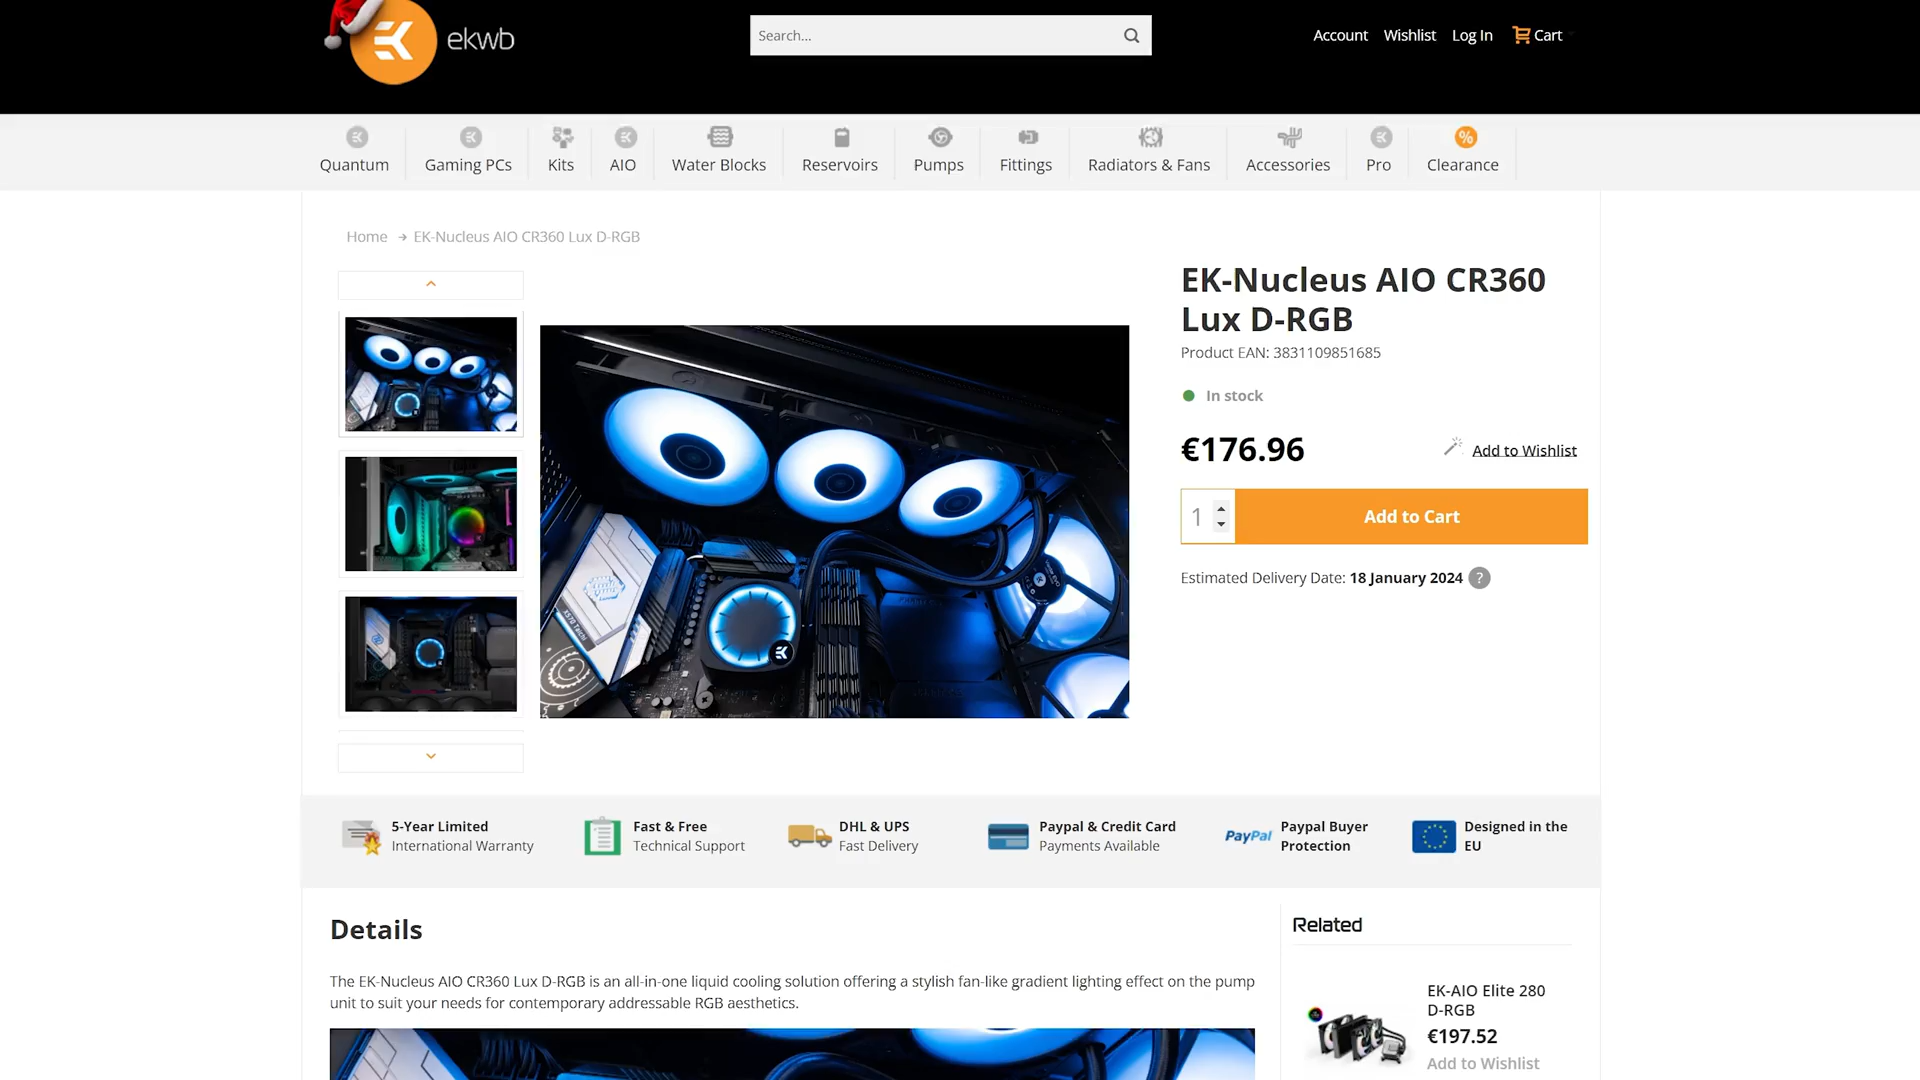 ekwb
Search...
Account
Wishlist
Log In
Cart
Quantum
Gaming PCs
Kits
AIO
Water Blocks
Reservoirs
Pumps
Fittings
Radiators & Fans
Accessories
Pro
%
Clearance
Home → EK-Nucleus AIO CR360 Lux D-RGB
EK-Nucleus AIO CR360
Lux D-RGB
Product EAN: 3831109851685
In stock
€176.96
Add to Wishlist
1
Add to Cart
Estimated Delivery Date: 18 January 2024 ?
X570 Taichi
5-Year Limited
International Warranty
Fast & Free
Technical Support
DHL & UPS
Fast Delivery
Paypal & Credit Card
Payments Available
PayPal
Paypal Buyer
Protection
Designed in the
EU
Details
The EK-Nucleus AIO CR360 Lux D-RGB is an all-in-one liquid cooling solution offering a stylish fan-like gradient lighting effect on the pump
unit to suit your needs for contemporary addressable RGB aesthetics.
Related
EK-AIO Elite 280
D-RGB
€197.52
Add to Wishlist